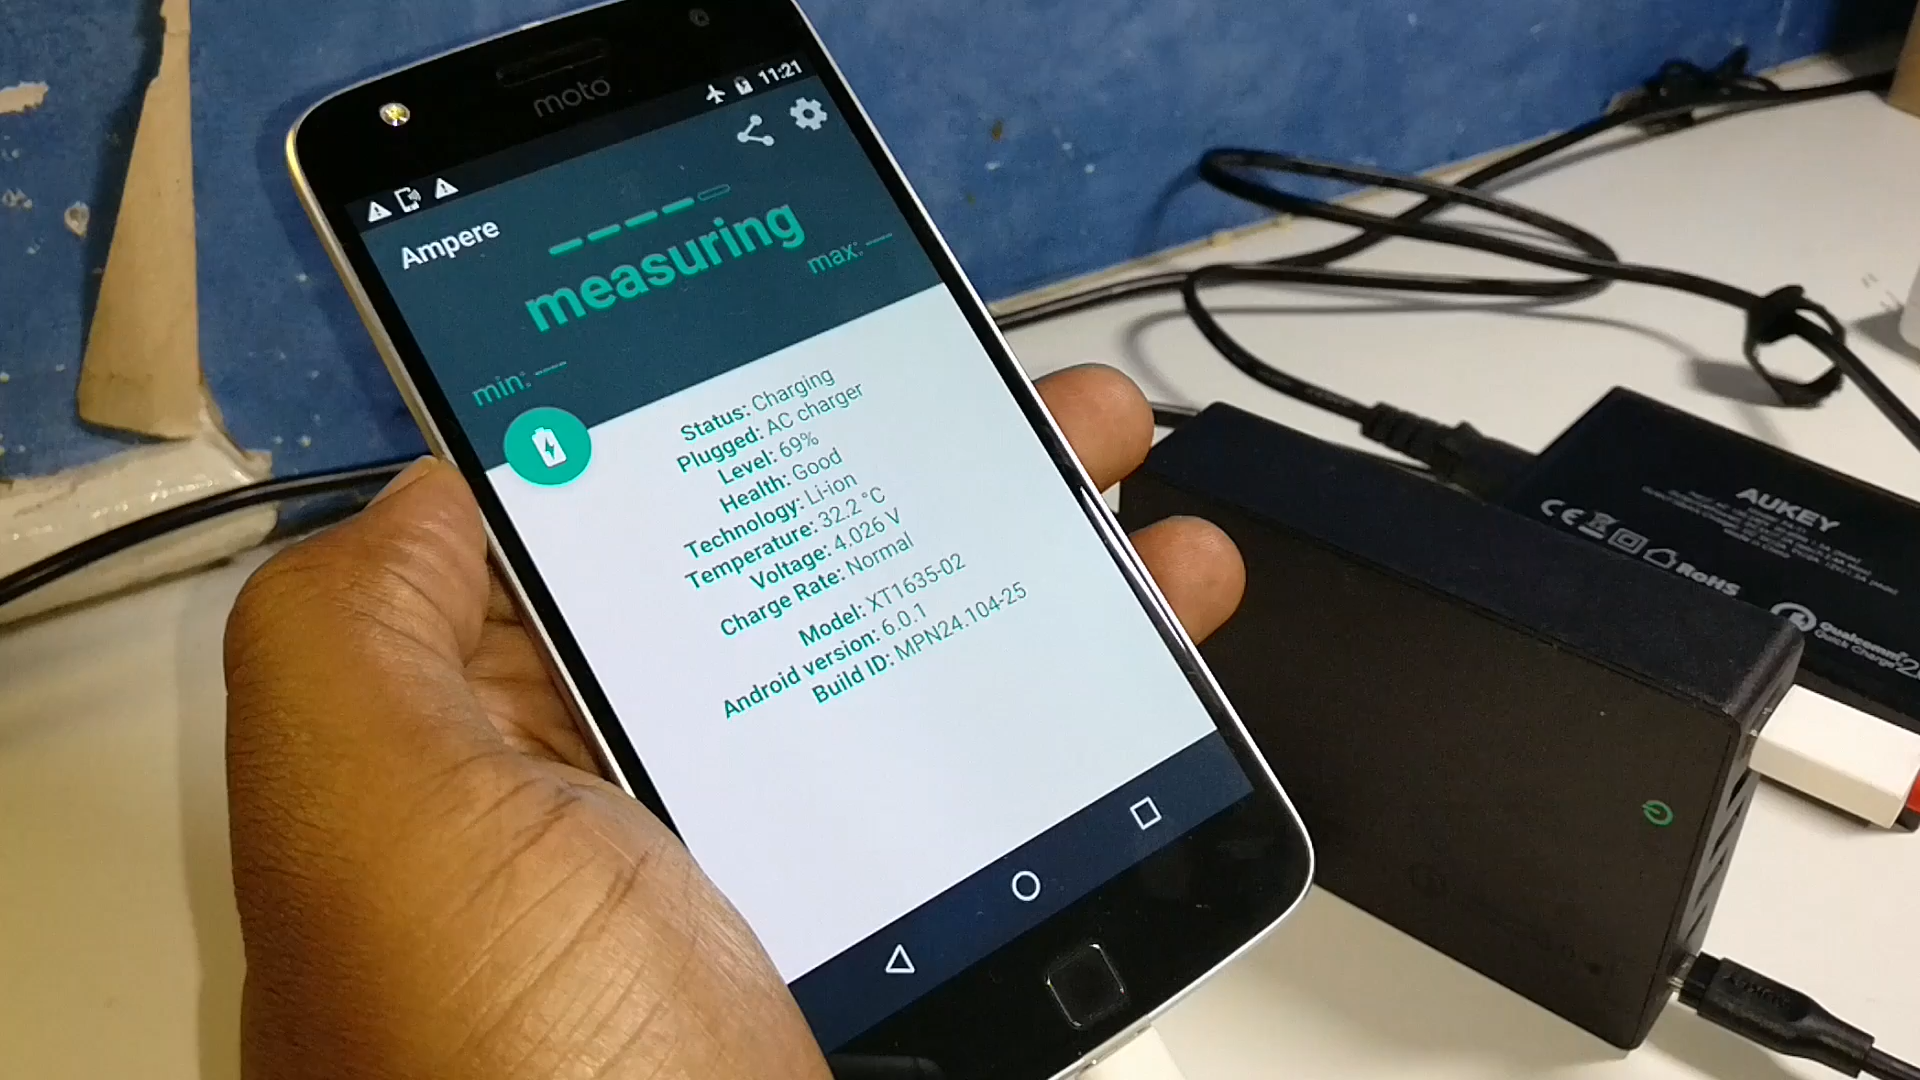 moto
11:21
Ampere
measuring
max: ----
min: ----
Status: Charging
Plugged: AC charger
Level: 69%
Health: Good
Technology: Li-ion
Temperature: 32.2 °C
Voltage: 4.026 V
Charge Rate: Normal
Model: XT1635-02
Android version: 6.0.1
Build ID: MPN24.104-25
AUKEY
CE
RoHS
Qualcomm
Quick Charge
AUKEY